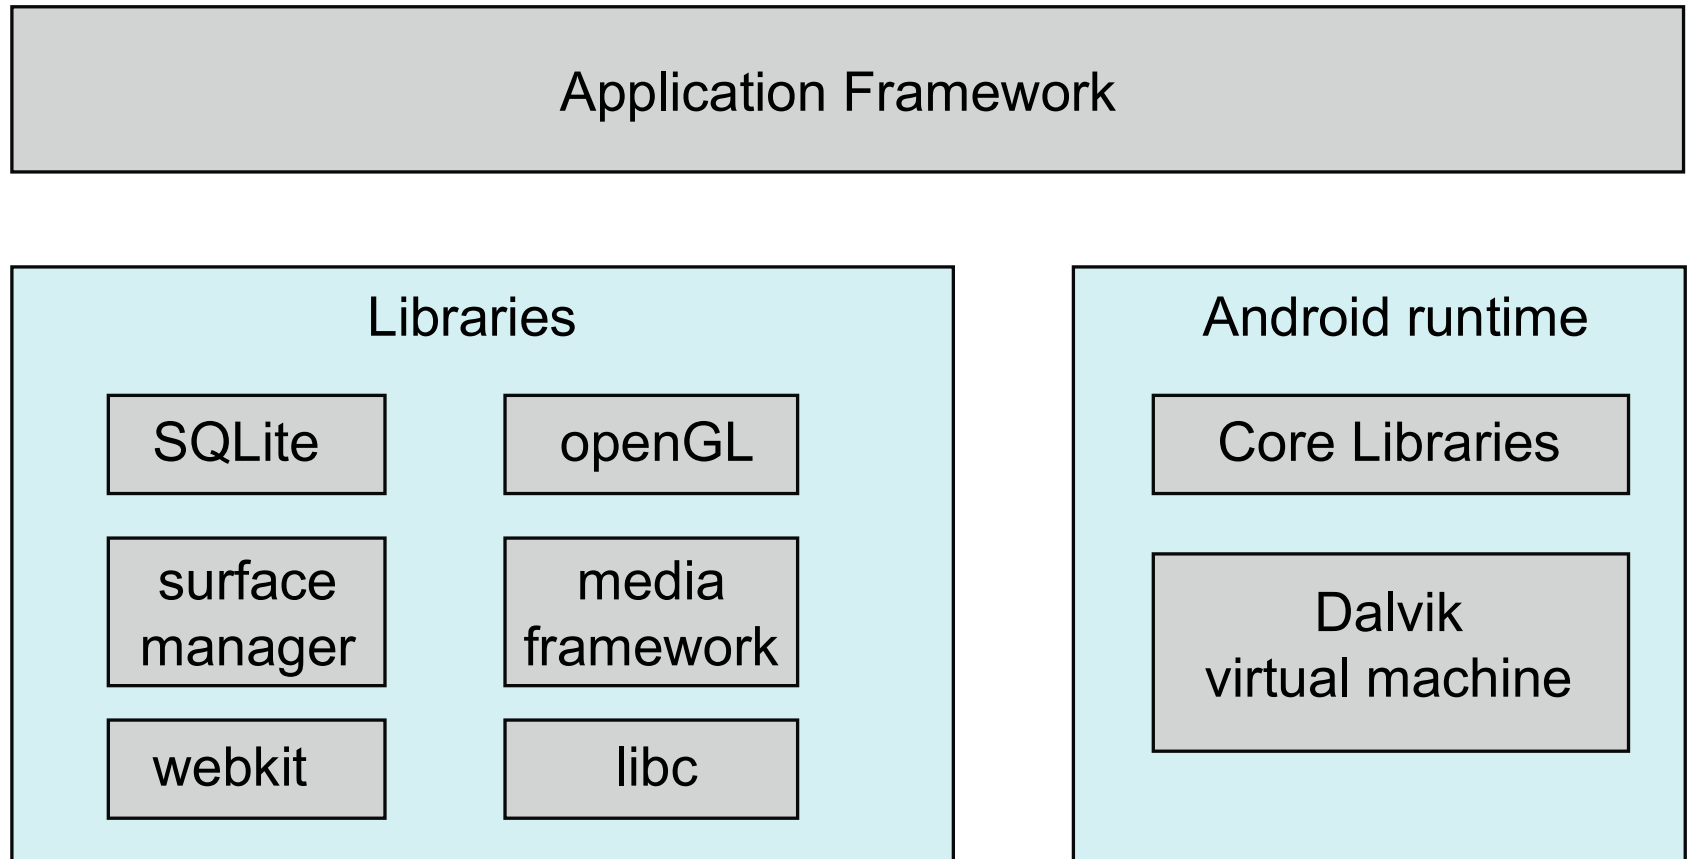 Application Framework
Libraries
SQLite
openGL
surface
manager
media
framework
webkit
libc
Android runtime
Core Libraries
Dalvik
virtual machine